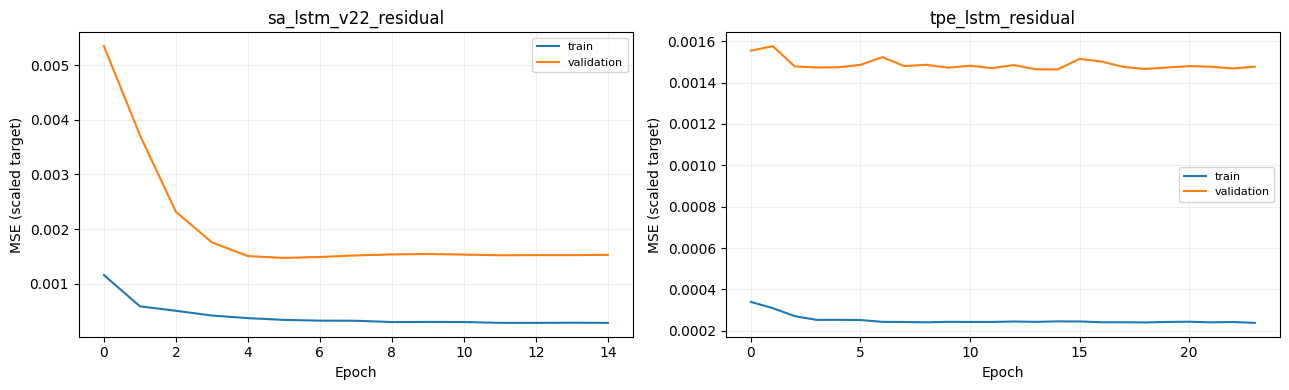 sa_lstm_v22_residual
train
validation
MSE (scaled target)
0.005
0.004
0.003
0.002
0.001
0 2 4 6 8 10 12 14
Epoch
tpe_lstm_residual
0.0016
0.0014
0.0012
0.0010
0.0008
0.0006
0.0004
0.0002
MSE (scaled target)
train
validation
0 5 10 15 20
Epoch